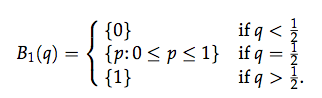 {0} if q < 1/2
B₁(q) = { {p: 0 ≤ p ≤ 1} if q = 1/2
{1} if q > 1/2.